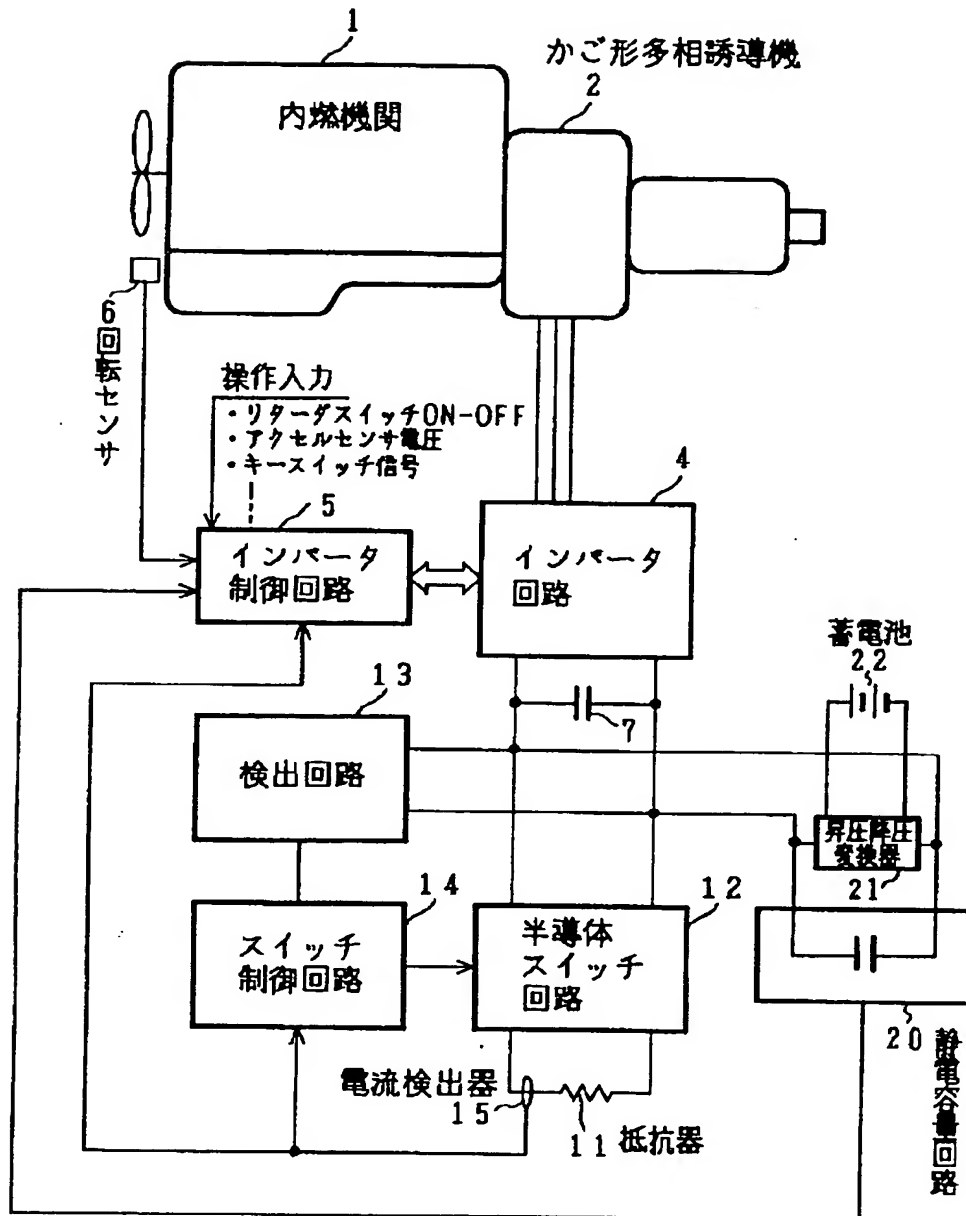 1
かご形多相誘導機
2
内燃機関
6回転センサ
操作入力
・リターダスイッチON-OFF
・アクセルセンサ電圧
・キースイッチ信号
5
インバータ
制御回路
4
インバータ
回路
蓄電池
22
13
検出回路
7
昇圧降圧
変換器
21
14
スイッチ
制御回路
12
半導体
スイッチ
回路
20
静電容量回路
電流検出器
15
11 抵抗器